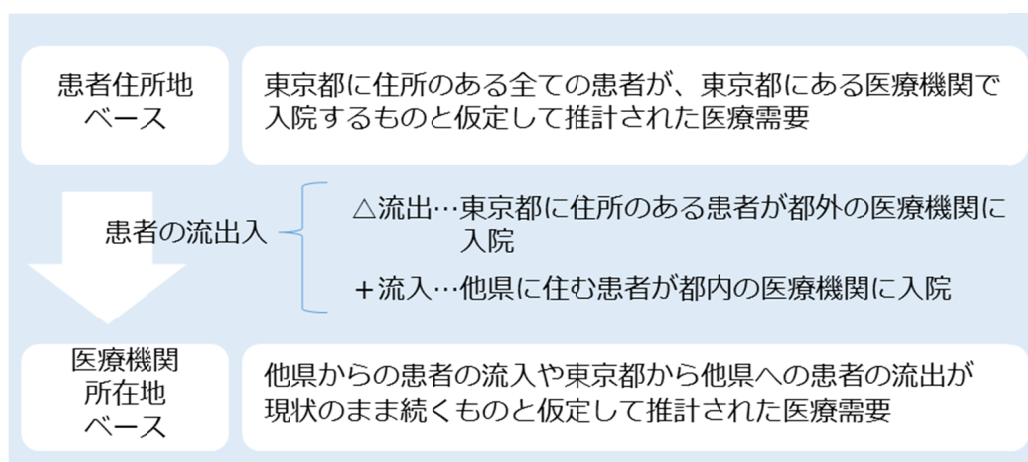 患者住所地
ベース
東京都に住所のある全ての患者が、東京都にある医療機関で
入院するものと仮定して推計された医療需要
患者の流出入
△流出…東京都に住所のある患者が都外の医療機関に
入院
＋流入…他県に住む患者が都内の医療機関に入院
医療機関
所在地
ベース
他県からの患者の流入や東京都から他県への患者の流出が
現状のまま続くものと仮定して推計された医療需要